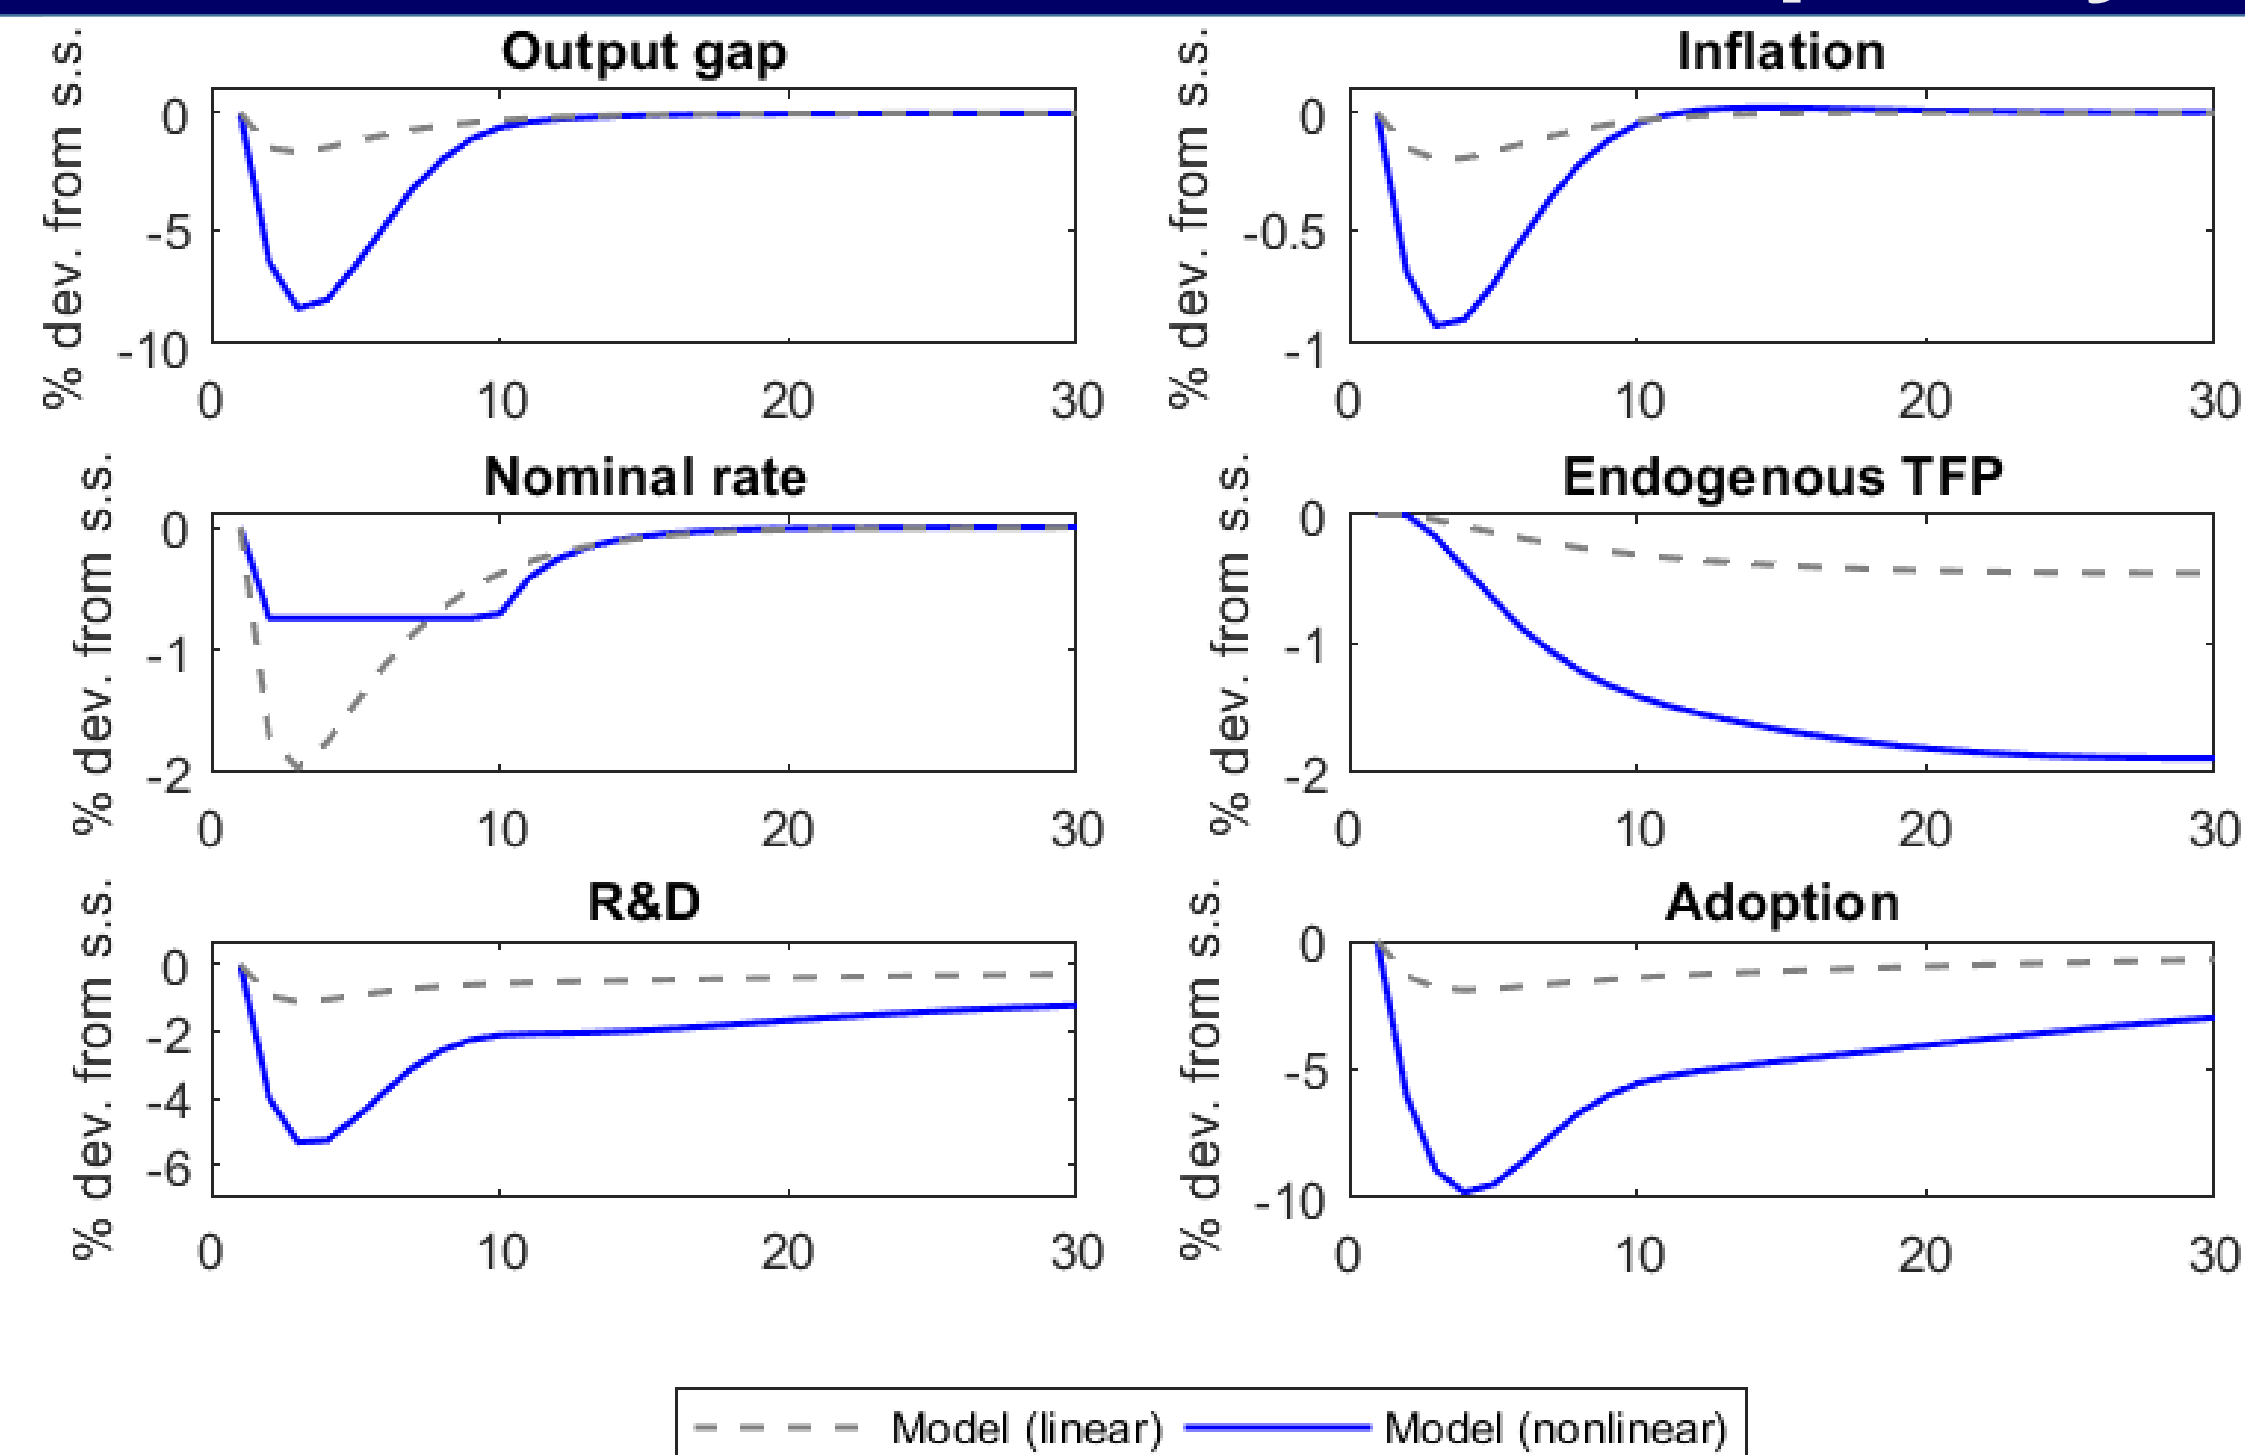 Output gap
% dev. from s.s.
0
-5
-10
0 10 20 30
Inflation
% dev. from s.s.
0
-0.5
-1
0 10 20 30
Nominal rate
% dev. from s.s.
0
-1
-2
0 10 20 30
Endogenous TFP
% dev. from s.s.
0
-1
-2
0 10 20 30
R&D
% dev. from s.s.
0
-2
-4
-6
0 10 20 30
Adoption
% dev. from s.s.
0
-5
-10
0 10 20 30
Model (linear) Model (nonlinear)